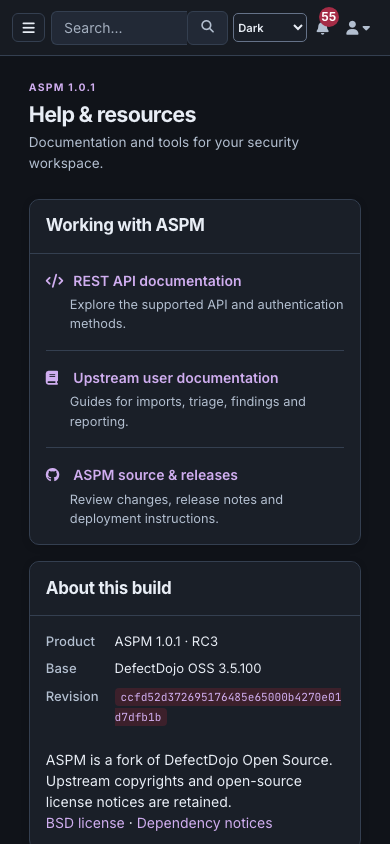 Search...
Dark
55
ASPM 1.0.1
Help & resources
Documentation and tools for your security
workspace.
Working with ASPM
REST API documentation
Explore the supported API and authentication
methods.
Upstream user documentation
Guides for imports, triage, findings and
reporting.
ASPM source & releases
Review changes, release notes and
deployment instructions.
About this build
Product ASPM 1.0.1 · RC3
Base DefectDojo OSS 3.5.100
Revision ccfd52d372695176485e65000b4270e01
d7dfb1b
ASPM is a fork of DefectDojo Open Source.
Upstream copyrights and open-source
license notices are retained.
BSD license · Dependency notices